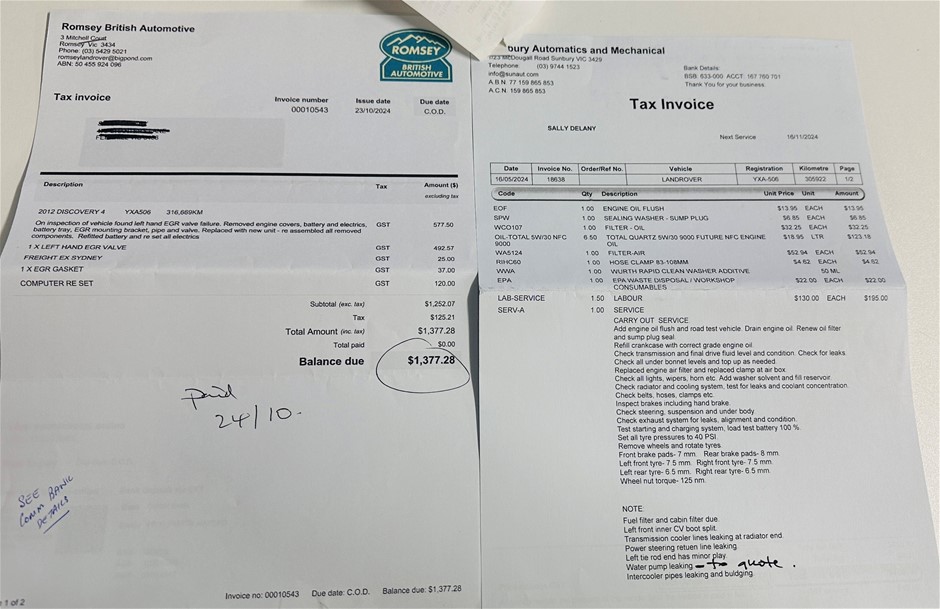 Romsey British Automotive
3 Mitchell Court
Romsey Vic 3434
Phone: (03) 5429 5021
romseylandrover@bigpond.com
ABN: 50 455 924 096
ROMSEY
BRITISH
AUTOMOTIVE
Tax invoice
Invoice number Issue date Due date
00010543 23/10/2024 C.O.D.
Description Tax Amount ($)
excluding tax
2012 DISCOVERY 4 YXA506 316,669KM
On inspection of vehicle found left hand EGR valve failure. Removed engine covers, battery and electrics, GST 577.50
battery tray, EGR mounting bracket, pipe and valve. Replaced with new unit - re assembled all removed
components. Refitted battery and re set all electrics
1 X LEFT HAND EGR VALVE GST 492.57
FREIGHT EX SYDNEY GST 25.00
1 X EGR GASKET GST 37.00
COMPUTER RE SET GST 120.00
Subtotal (exc. tax) $1,252.07
Tax $125.21
Total Amount (inc. tax) $1,377.28
Total paid $0.00
Balance due $1,377.28
Paid
24/10.
SEE
COMM BANK
DETAILS
Invoice no: 00010543 Due date: C.O.D. Balance due: $1,377.28
1 of 2
bury Automatics and Mechanical
McDougall Road Sunbury VIC 3429
Telephone: (03) 9744 1523
info@sunaut.com
A.B.N. 77 159 865 853
A.C.N. 159 865 853
Bank Details:
BSB: 633-000 ACCT: 167 760 701
Thank You for your business
Tax Invoice
SALLY DELANY
Next Service 16/11/2024
Date Invoice No. Order/Ref No. Vehicle Registration Kilometre Page
16/05/2024 18638 LANDROVER YXA-506 305922 1/2
Code Qty Description Unit Price Unit Amount
EOF 1.00 ENGINE OIL FLUSH $13.95 EACH $13.95
SPW 1.00 SEALING WASHER - SUMP PLUG $6.85 EACH $6.85
WCO107 1.00 FILTER - OIL $32.25 EACH $32.25
OIL-TOTAL 5W/30 NFC 6.50 TOTAL QUARTZ 5W/30 9000 FUTURE NFC ENGINE $18.95 LTR $123.18
9000 OIL
WA5124 1.00 FILTER-AIR $52.94 EACH $52.94
RIHC60 1.00 HOSE CLAMP 83-108MM $4.62 EACH $4.62
WWA 1.00 WURTH RAPID CLEAN WASHER ADDITIVE 50 ML
EPA 1.00 EPA WASTE DISPOSAL / WORKSHOP $22.00 EACH $22.00
CONSUMABLES
LAB-SERVICE 1.50 LABOUR $130.00 EACH $195.00
SERV-A 1.00 SERVICE
CARRY OUT SERVICE
Add engine oil flush and road test vehicle. Drain engine oil. Renew oil filter
and sump plug seal
Refill crankcase with correct grade engine oil.
Check transmission and final drive fluid level and condition. Check for leaks.
Check all under bonnet levels and top up as needed.
Replaced engine air filter and replaced clamp at air box
Check all lights, wipers, horn etc. Add washer solvent and fill reservoir.
Check radiator and cooling system, test for leaks and coolant concentration.
Check belts, hoses, clamps etc.
Inspect brakes including hand brake.
Check steering, suspension and under body
Check exhaust system for leaks, alignment and condition.
Test starting and charging system, load test battery 100 %
Set all tyre pressures to 40 PSI.
Remove wheels and rotate tyres
Front brake pads- 7 mm. Rear brake pads- 8 mm.
Left front tyre- 7.5 mm. Right front tyre- 7.5 mm.
Left rear tyre- 6.5 mm. Right rear tyre- 6.5 mm.
Wheel nut torque- 125 nm.
NOTE:
Fuel filter and cabin filter due.
Left front inner CV boot split.
Transmission cooler lines leaking at radiator end.
Power steering retuen line leaking.
Left tie rod end has minor play.
Water pump leaking – to quote.
Intercooler pipes leaking and buldging.